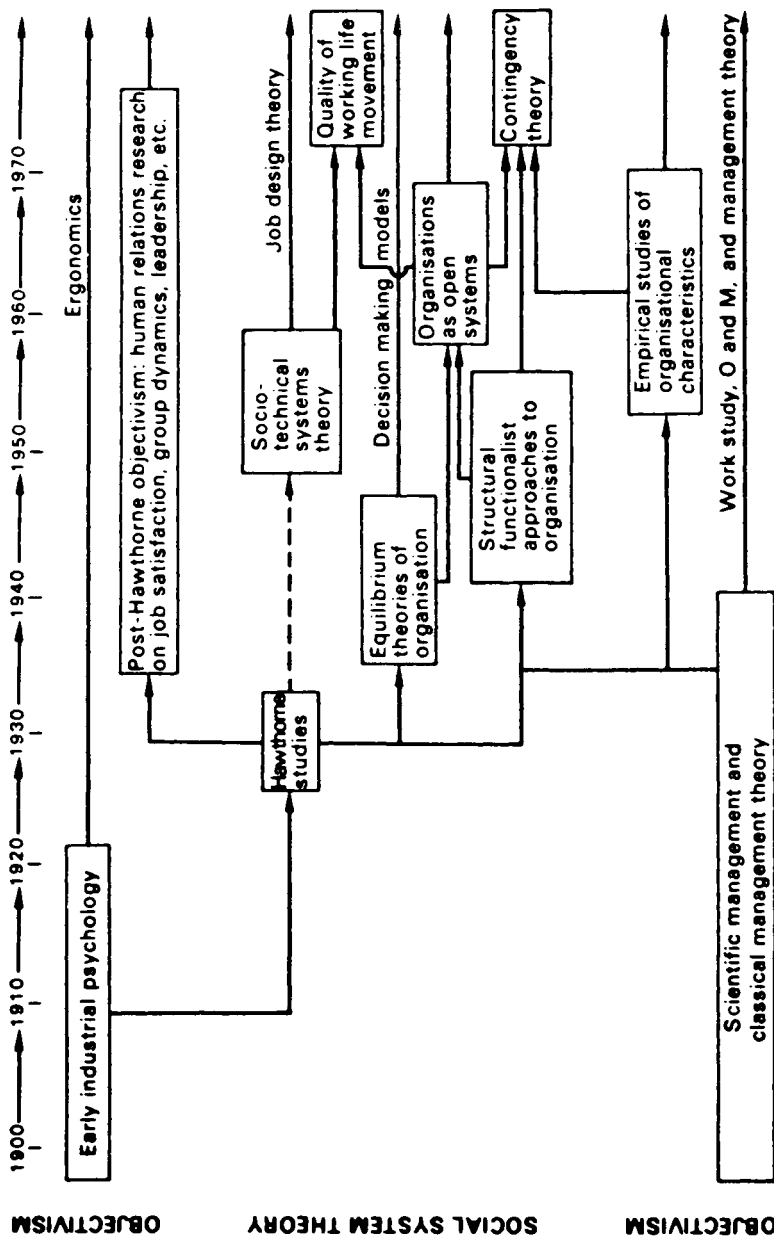 1900 1910 1920 1930 1940 1950 1960 1970
OBJECTIVISM
Early industrial psychology
Ergonomics
Post-Hawthorne objectivism: human relations research
on job satisfaction, group dynamics, leadership, etc.
SOCIAL SYSTEM THEORY
Hawthorne
studies
Socio-
technical
systems
theory
Job design theory
Quality of
working life
movement
Equilibrium
theories of
organisation
Decision making models
Organisations
as open
systems
Structural
functionalist
approaches to
organisation
Contingency
theory
OBJECTIVISM
Empirical studies of
organisational
characteristics
Scientific management and
classical management theory
Work study, O and M, and management theory